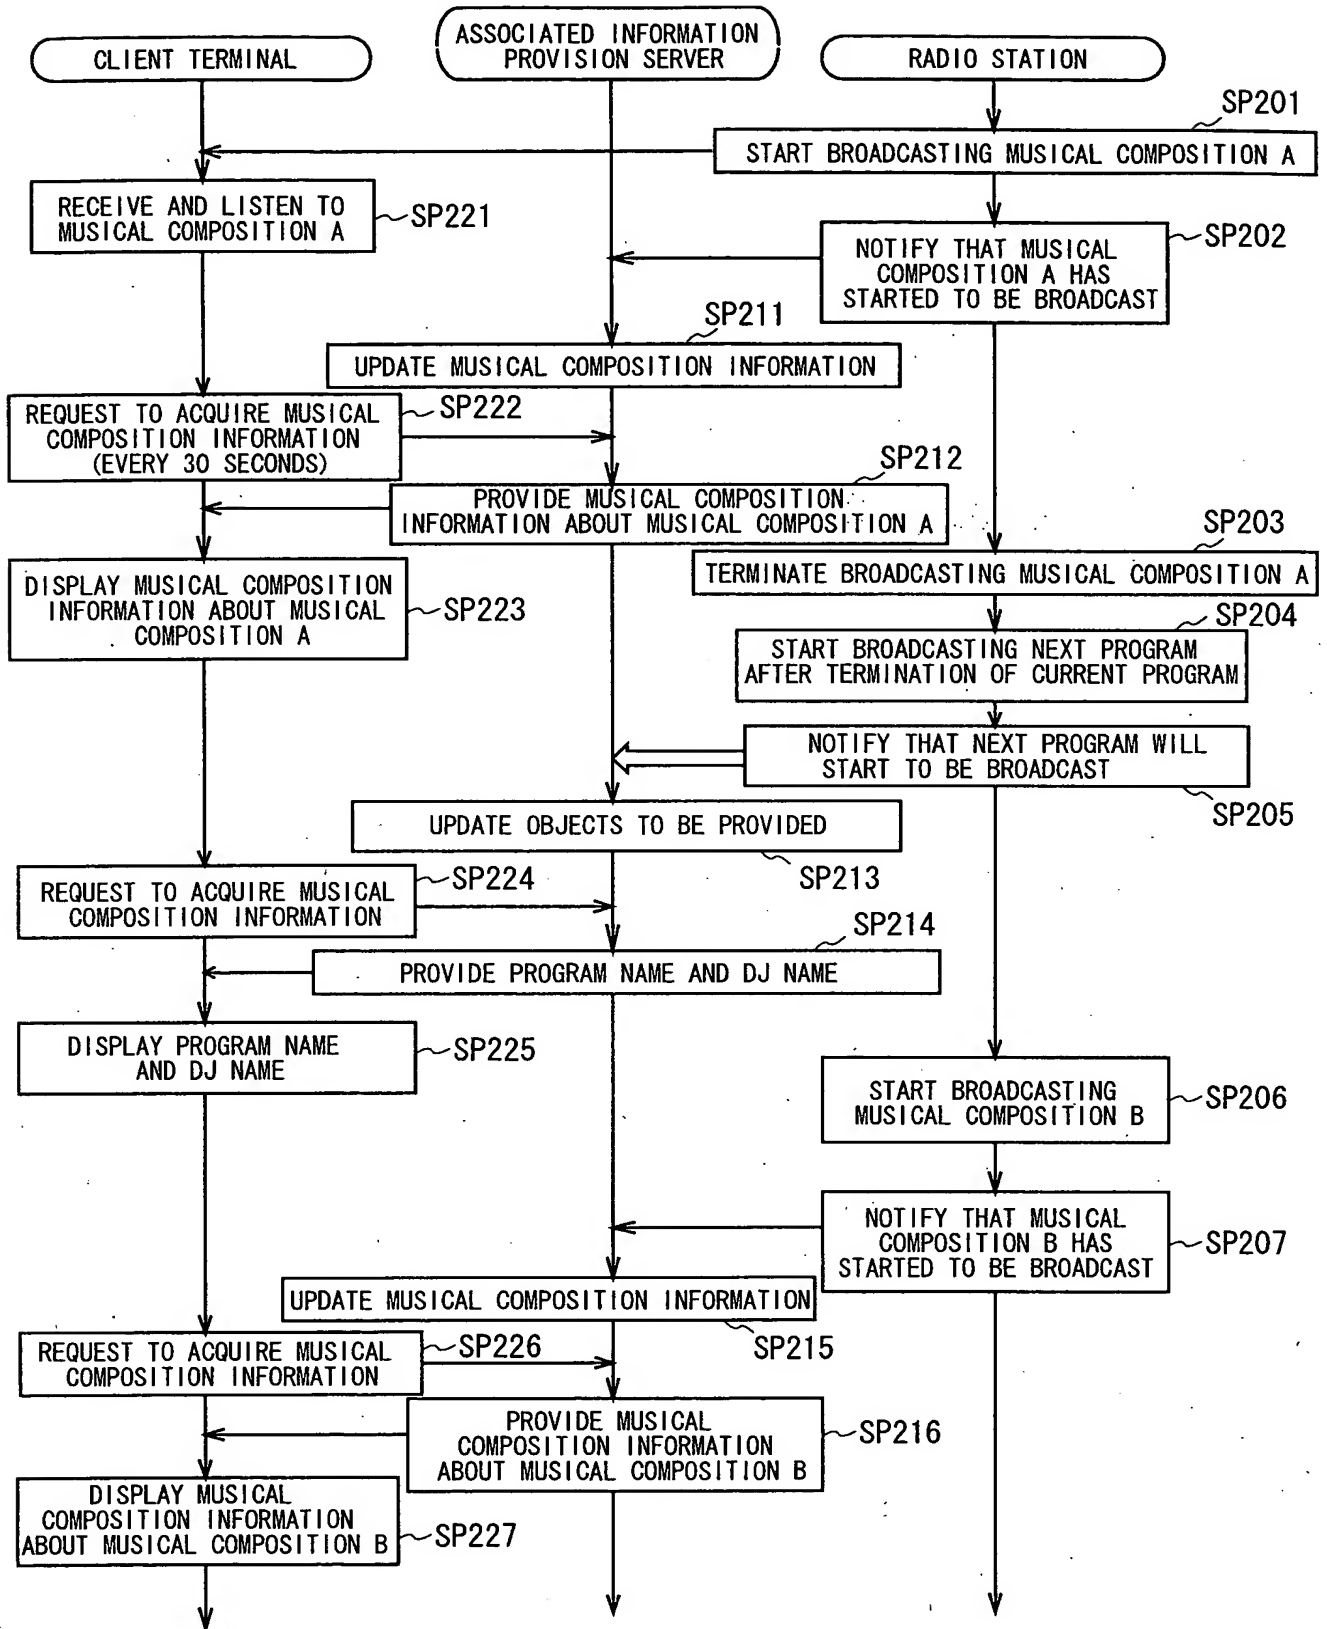 CLIENT TERMINAL
ASSOCIATED INFORMATION
PROVISION SERVER
RADIO STATION
SP201
START BROADCASTING MUSICAL COMPOSITION A
RECEIVE AND LISTEN TO
MUSICAL COMPOSITION A
SP221
NOTIFY THAT MUSICAL
COMPOSITION A HAS
STARTED TO BE BROADCAST
SP202
SP211
UPDATE MUSICAL COMPOSITION INFORMATION
REQUEST TO ACQUIRE MUSICAL
COMPOSITION INFORMATION
(EVERY 30 SECONDS)
SP222
SP212
PROVIDE MUSICAL COMPOSITION
INFORMATION ABOUT MUSICAL COMPOSITION A
SP203
TERMINATE BROADCASTING MUSICAL COMPOSITION A
DISPLAY MUSICAL COMPOSITION
INFORMATION ABOUT MUSICAL
COMPOSITION A
SP223
SP204
START BROADCASTING NEXT PROGRAM
AFTER TERMINATION OF CURRENT PROGRAM
NOTIFY THAT NEXT PROGRAM WILL
START TO BE BROADCAST
SP205
UPDATE OBJECTS TO BE PROVIDED
SP213
REQUEST TO ACQUIRE MUSICAL
COMPOSITION INFORMATION
SP224
SP214
PROVIDE PROGRAM NAME AND DJ NAME
DISPLAY PROGRAM NAME
AND DJ NAME
SP225
START BROADCASTING
MUSICAL COMPOSITION B
SP206
NOTIFY THAT MUSICAL
COMPOSITION B HAS
STARTED TO BE BROADCAST
SP207
UPDATE MUSICAL COMPOSITION INFORMATION
SP215
REQUEST TO ACQUIRE MUSICAL
COMPOSITION INFORMATION
SP226
PROVIDE MUSICAL
COMPOSITION INFORMATION
ABOUT MUSICAL COMPOSITION B
SP216
DISPLAY MUSICAL
COMPOSITION INFORMATION
ABOUT MUSICAL COMPOSITION B
SP227